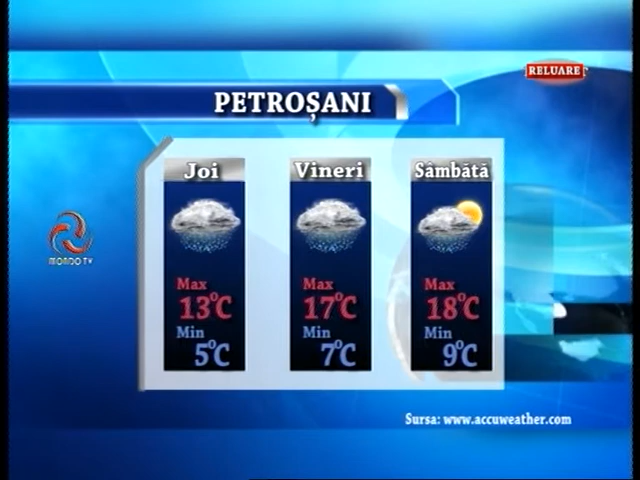 RELUARE
PETROȘANI
Joi Vineri Sâmbătă
Max Max Max
13°C 17°C 18°C
Min Min Min
5°C 7°C 9°C
MONDO TV
Sursa: www.accuweather.com